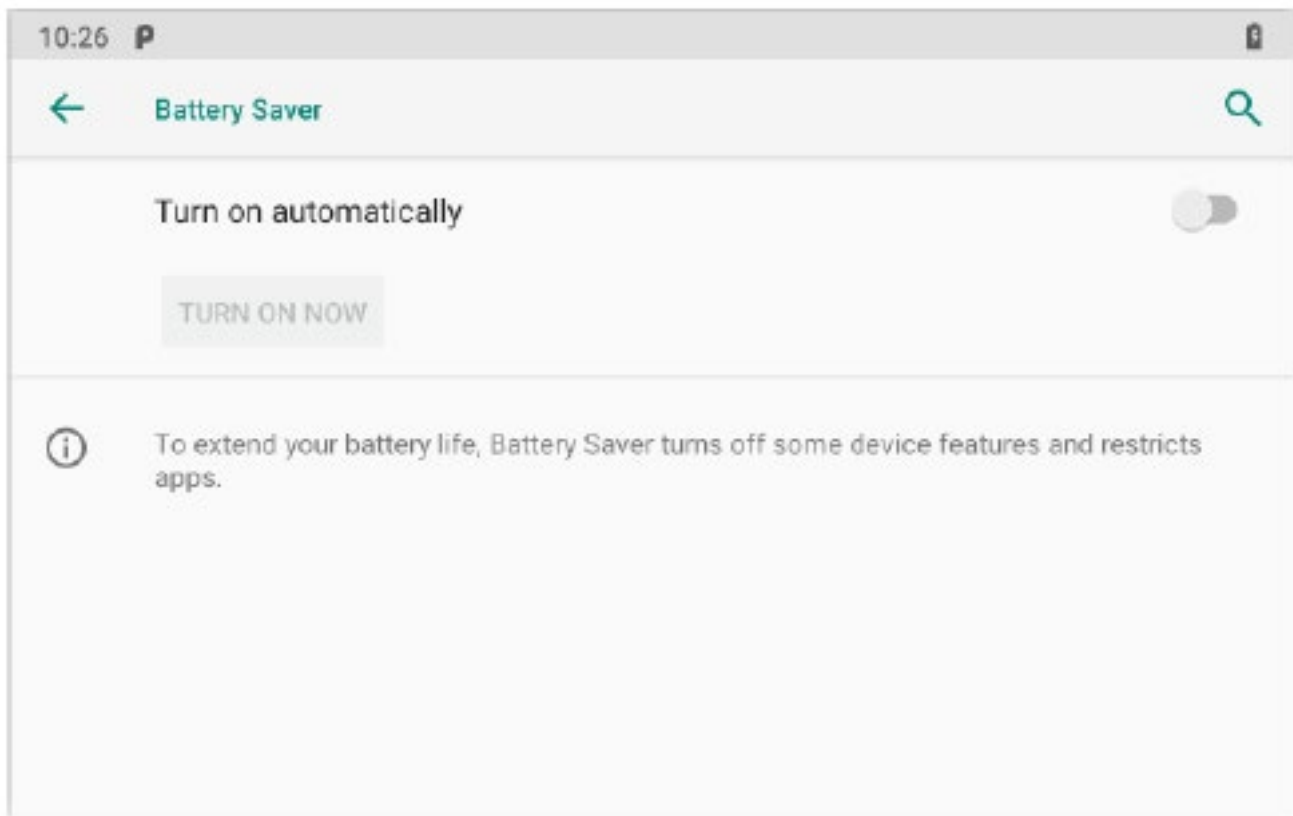 10:26 P
Battery Saver
Turn on automatically
TURN ON NOW
To extend your battery life, Battery Saver turns off some device features and restricts
apps.